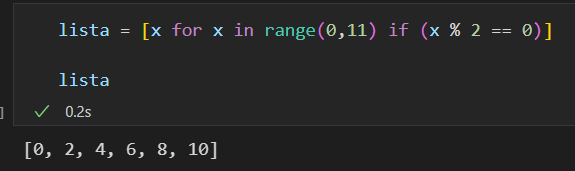 lista = [x for x in range(0,11) if (x % 2 == 0)]
lista
] ✓ 0.2s
[0, 2, 4, 6, 8, 10]